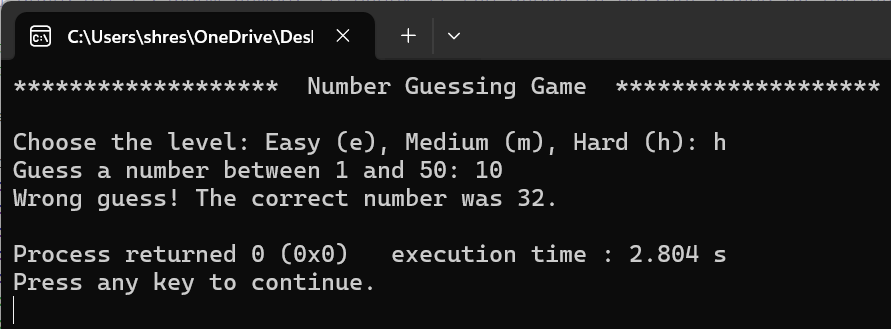 C:\Users\shres\OneDrive\Desl
*******************  Number Guessing Game  *******************
Choose the level: Easy (e), Medium (m), Hard (h): h
Guess a number between 1 and 50: 10
Wrong guess! The correct number was 32.
Process returned 0 (0x0)   execution time : 2.804 s
Press any key to continue.